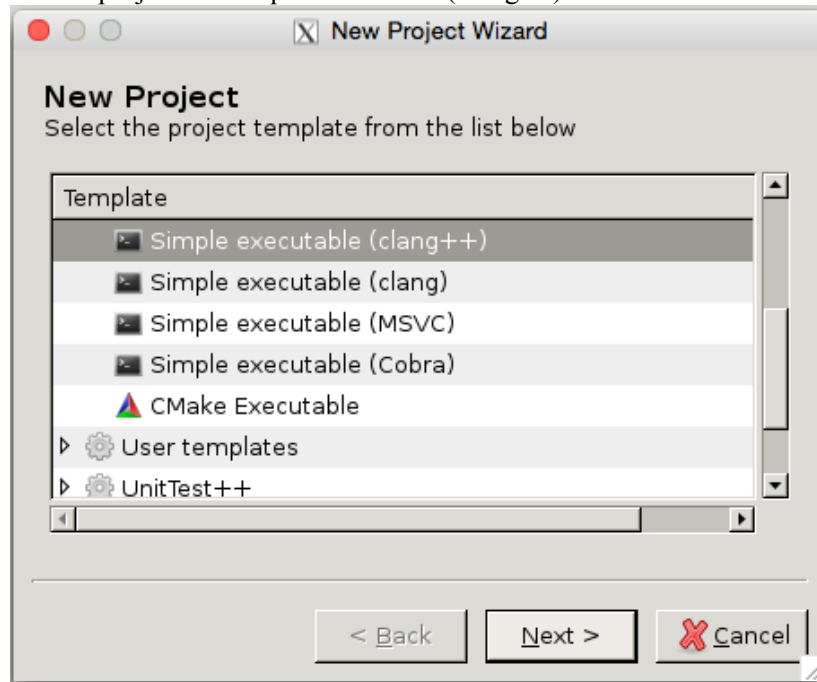 New Project Wizard
New Project
Select the project template from the list below
Template
Simple executable (clang++)
Simple executable (clang)
Simple executable (MSVC)
Simple executable (Cobra)
CMake Executable
User templates
UnitTest++
< Back
Next >
Cancel